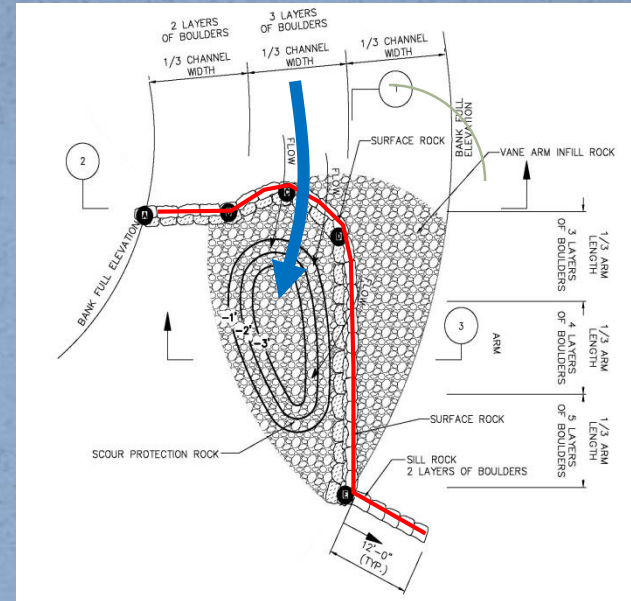 2 LAYERS
OF BOULDERS
3 LAYERS
OF BOULDERS
1/3 CHANNEL
WIDTH
1/3 CHANNEL
WIDTH
1/3 CHANNEL
WIDTH
1
BANK FULL
ELEVATION
FLOW
SURFACE ROCK
VANE ARM INFILL ROCK
2
FLOW
A
C
D
BANK FULL ELEVATION
1/3 ARM
LENGTH
3 LAYERS
OF BOULDERS
FLOW
-1'
-2'
-3'
3
ARM
1/3 ARM
LENGTH
4 LAYERS
OF BOULDERS
SURFACE ROCK
1/3 ARM
LENGTH
5 LAYERS
OF BOULDERS
SCOUR PROTECTION ROCK
SILL ROCK
2 LAYERS OF BOULDERS
E
12'-0"
(TYP.)